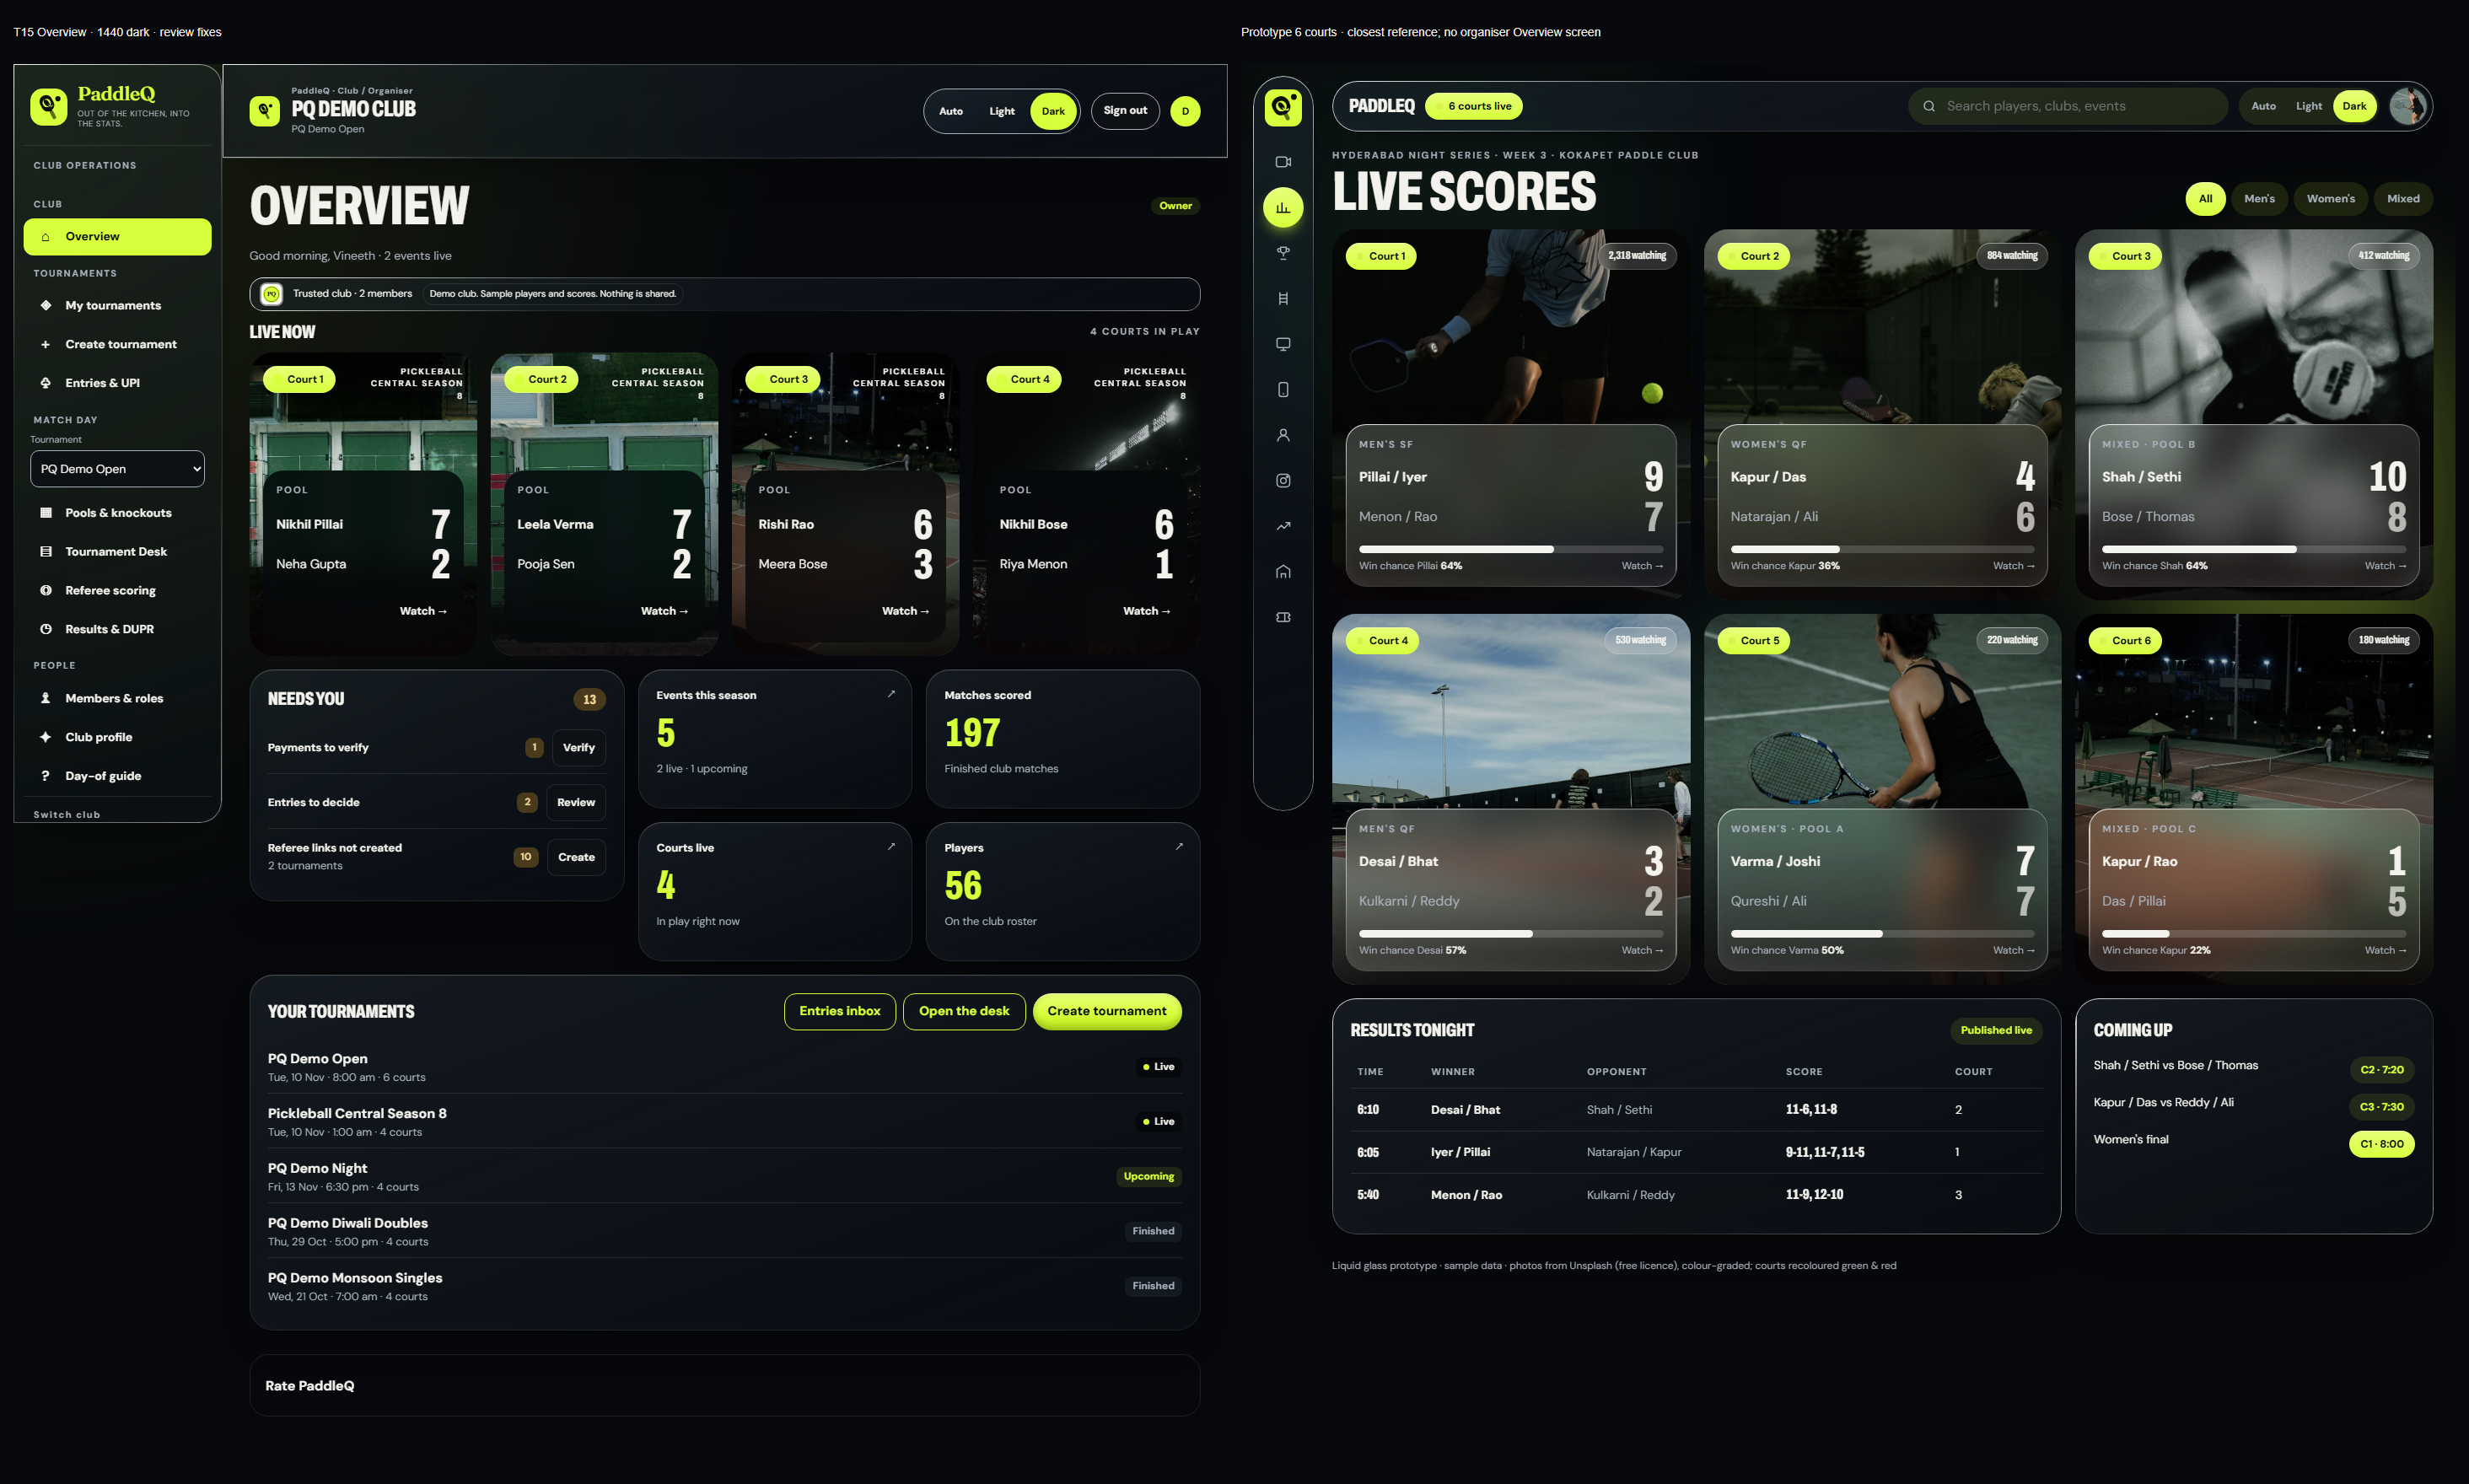 T15 Overview · 1440 dark · review fixes
PaddleQ
OUT OF THE KITCHEN, INTO
THE STATS.
CLUB OPERATIONS
CLUB
Overview
TOURNAMENTS
My tournaments
Create tournament
Entries & UPI
MATCH DAY
Tournament
PQ Demo Open
Pools & knockouts
Tournament Desk
Referee scoring
Results & DUPR
PEOPLE
Members & roles
Club profile
Day-of guide
Switch club
PaddleQ · Club / Organiser
PQ DEMO CLUB
PQ Demo Open
Auto Light Dark
Sign out
D
OVERVIEW
Owner
Good morning, Vineeth · 2 events live
PQ
Trusted club · 2 members
Demo club. Sample players and scores. Nothing is shared.
LIVE NOW
4 COURTS IN PLAY
Court 1
PICKLEBALL
CENTRAL SEASON
8
POOL
Nikhil Pillai 7
Neha Gupta 2
Watch →
Court 2
PICKLEBALL
CENTRAL SEASON
8
POOL
Leela Verma 7
Pooja Sen 2
Watch →
Court 3
PICKLEBALL
CENTRAL SEASON
8
POOL
Rishi Rao 6
Meera Bose 3
Watch →
Court 4
PICKLEBALL
CENTRAL SEASON
8
POOL
Nikhil Bose 6
Riya Menon 1
Watch →
NEEDS YOU 13
Payments to verify 1 Verify
Entries to decide 2 Review
Referee links not created 10 Create
2 tournaments
Events this season ↗
5
2 live · 1 upcoming
Matches scored
197
Finished club matches
Courts live ↗
4
In play right now
Players ↗
56
On the club roster
YOUR TOURNAMENTS
Entries inbox
Open the desk
Create tournament
PQ Demo Open
Tue, 10 Nov · 8:00 am · 6 courts
Live
Pickleball Central Season 8
Tue, 10 Nov · 1:00 am · 4 courts
Live
PQ Demo Night
Fri, 13 Nov · 6:30 pm · 4 courts
Upcoming
PQ Demo Diwali Doubles
Thu, 29 Oct · 5:00 pm · 4 courts
Finished
PQ Demo Monsoon Singles
Wed, 21 Oct · 7:00 am · 4 courts
Finished
Rate PaddleQ
Prototype 6 courts · closest reference; no organiser Overview screen
PADDLEQ
6 courts live
Search players, clubs, events
Auto Light Dark
HYDERABAD NIGHT SERIES · WEEK 3 · KOKAPET PADDLE CLUB
LIVE SCORES
All Men's Women's Mixed
Court 1
2,318 watching
MEN'S SF
Pillai / Iyer 9
Menon / Rao 7
Win chance Pillai 64% Watch →
Court 2
864 watching
WOMEN'S QF
Kapur / Das 4
Natarajan / Ali 6
Win chance Kapur 36% Watch →
Court 3
412 watching
MIXED · POOL B
Shah / Sethi 10
Bose / Thomas 8
Win chance Shah 64% Watch →
Court 4
530 watching
MEN'S QF
Desai / Bhat 3
Kulkarni / Reddy 2
Win chance Desai 57% Watch →
Court 5
220 watching
WOMEN'S · POOL A
Varma / Joshi 7
Qureshi / Ali 7
Win chance Varma 50% Watch →
Court 6
180 watching
MIXED · POOL C
Kapur / Rao 1
Das / Pillai 5
Win chance Kapur 22% Watch →
RESULTS TONIGHT
Published live
TIME WINNER OPPONENT SCORE COURT
6:10 Desai / Bhat Shah / Sethi 11-6, 11-8 2
6:05 Iyer / Pillai Natarajan / Kapur 9-11, 11-7, 11-5 1
5:40 Menon / Rao Kulkarni / Reddy 11-9, 12-10 3
COMING UP
Shah / Sethi vs Bose / Thomas C2 · 7:20
Kapur / Das vs Reddy / Ali C3 · 7:30
Women's final C1 · 8:00
Liquid glass prototype · sample data · photos from Unsplash (free licence), colour-graded; courts recoloured green & red